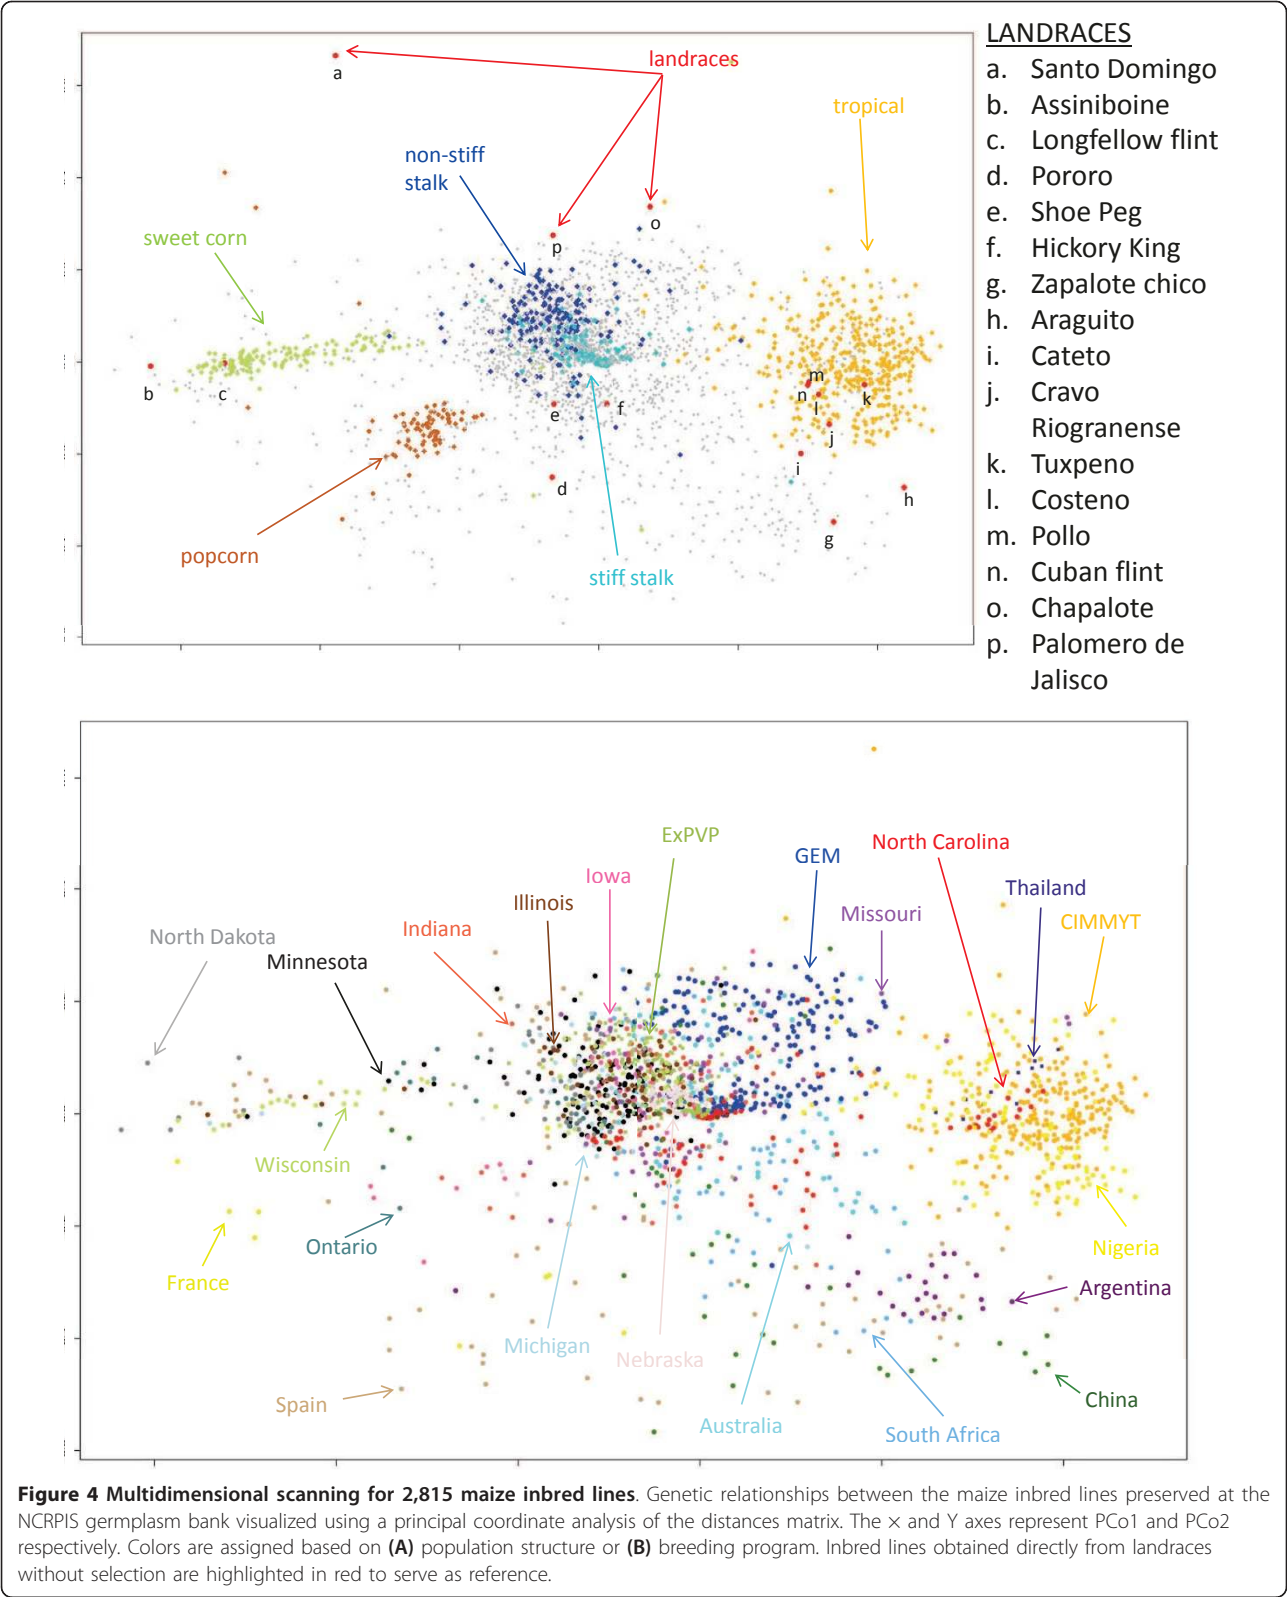 landraces
a
tropical
non-stiff
stalk
o
p
sweet corn
m
b
c
n
l
k
e
f
j
i
d
h
g
popcorn
stiff stalk
LANDRACES
a. Santo Domingo
b. Assiniboine
c. Longfellow flint
d. Pororo
e. Shoe Peg
f. Hickory King
g. Zapalote chico
h. Araguito
i. Cateto
j. Cravo
Riogranense
k. Tuxpeno
l. Costeno
m. Pollo
n. Cuban flint
o. Chapalote
p. Palomero de
Jalisco
ExPVP
North Carolina
GEM
Iowa
Thailand
Illinois
Missouri
CIMMYT
Indiana
North Dakota
Minnesota
Wisconsin
Ontario
Nigeria
France
Argentina
Michigan
Nebraska
Spain
China
Australia
South Africa
Figure 4 Multidimensional scanning for 2,815 maize inbred lines. Genetic relationships between the maize inbred lines preserved at the
NCRPIS germplasm bank visualized using a principal coordinate analysis of the distances matrix. The × and Y axes represent PCo1 and PCo2
respectively. Colors are assigned based on (A) population structure or (B) breeding program. Inbred lines obtained directly from landraces
without selection are highlighted in red to serve as reference.